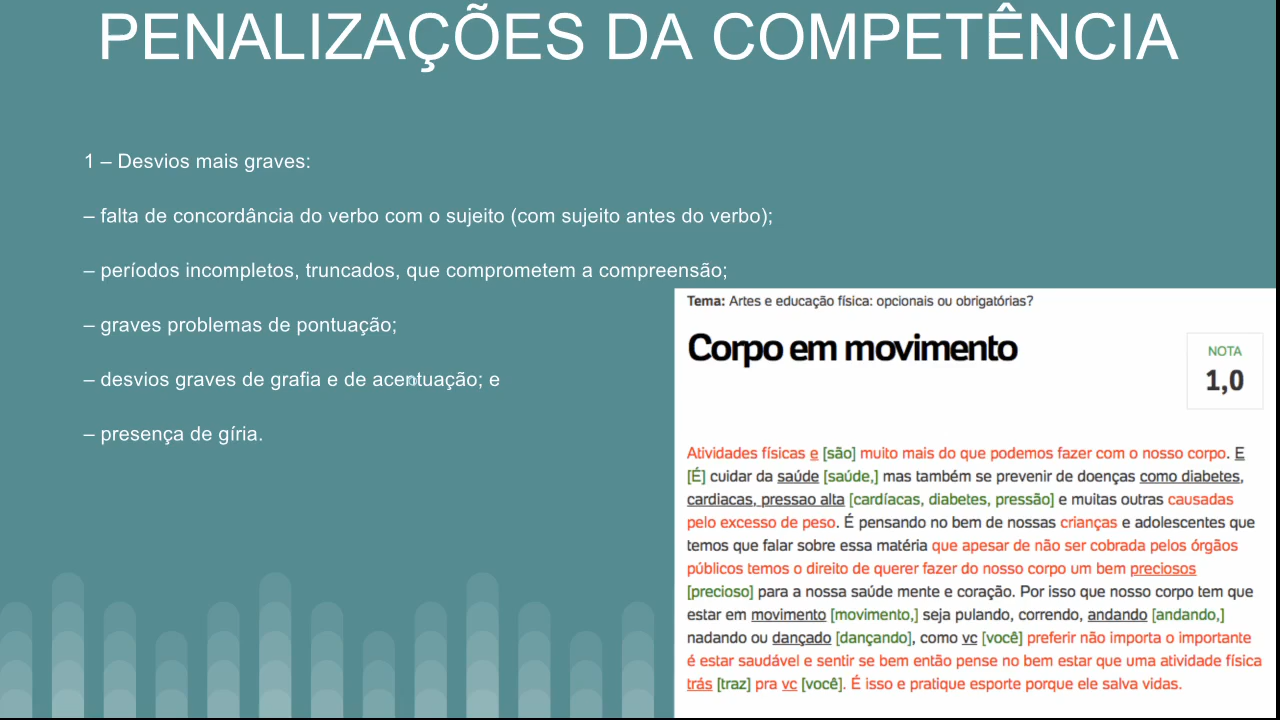 PENALIZAÇÕES DA COMPETÊNCIA
1 – Desvios mais graves:
– falta de concordância do verbo com o sujeito (com sujeito antes do verbo);
– períodos incompletos, truncados, que comprometem a compreensão;
– graves problemas de pontuação;
– desvios graves de grafia e de acentuação; e
– presença de gíria.
Tema: Artes e educação física: opcionais ou obrigatórias?
Corpo em movimento
NOTA
1,0
Atividades físicas e [são] muito mais do que podemos fazer com o nosso corpo. E
[É] cuidar da saúde [saúde,] mas também se prevenir de doenças como diabetes,
cardiacas, pressao alta [cardíacas, diabetes, pressão] e muitas outras causadas
pelo excesso de peso. É pensando no bem de nossas crianças e adolescentes que
temos que falar sobre essa matéria que apesar de não ser cobrada pelos órgãos
públicos temos o direito de querer fazer do nosso corpo um bem preciosos
[precioso] para a nossa saúde mente e coração. Por isso que nosso corpo tem que
estar em movimento [movimento,] seja pulando, correndo, andando [andando,]
nadando ou dançado [dançando], como vc [você] preferir não importa o importante
é estar saudável e sentir se bem então pense no bem estar que uma atividade física
trás [traz] pra vc [você]. É isso e pratique esporte porque ele salva vidas.